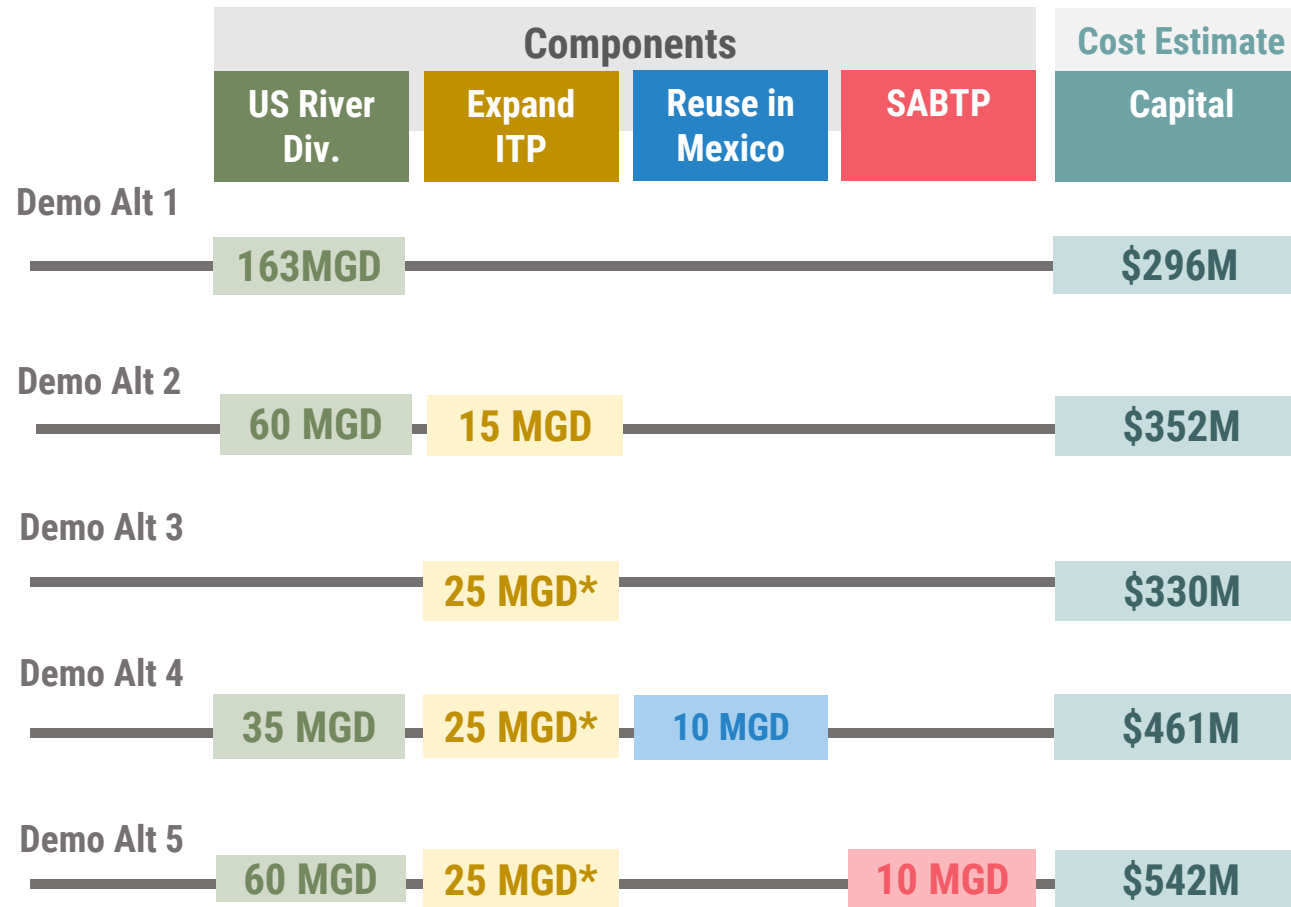 Components
Cost Estimate
US River
Div.
Expand
ITP
Reuse in
Mexico
SABTP
Capital
Demo Alt 1
163MGD
$296M
Demo Alt 2
60 MGD
15 MGD
$352M
Demo Alt 3
25 MGD*
$330M
Demo Alt 4
35 MGD
25 MGD*
10 MGD
$461M
Demo Alt 5
60 MGD
25 MGD*
10 MGD
$542M